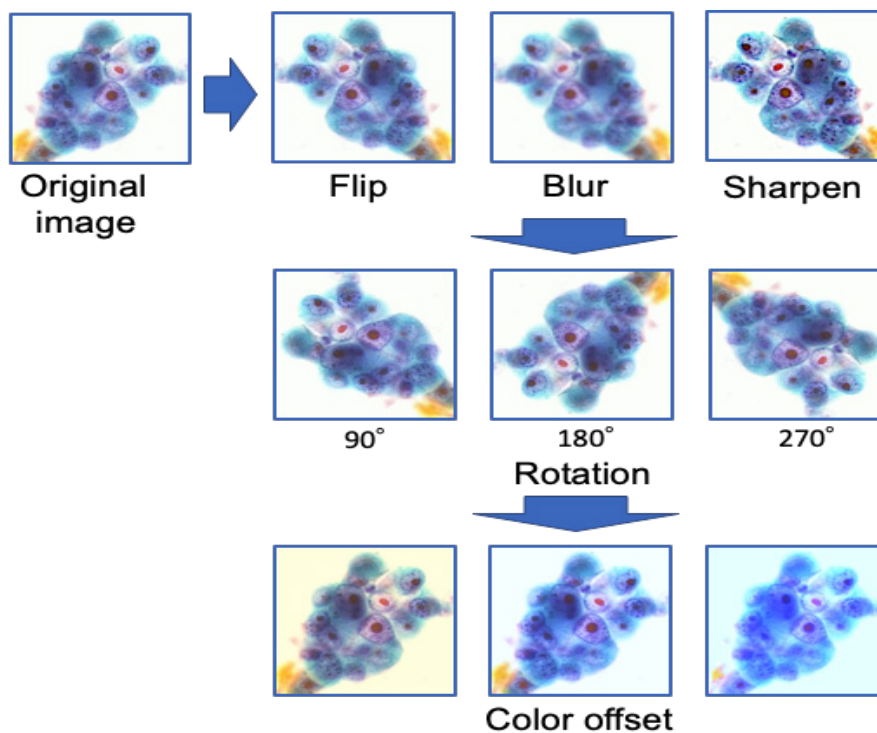 Original
image
Flip
Blur
Sharpen
90°
180°
270°
Rotation
Color offset